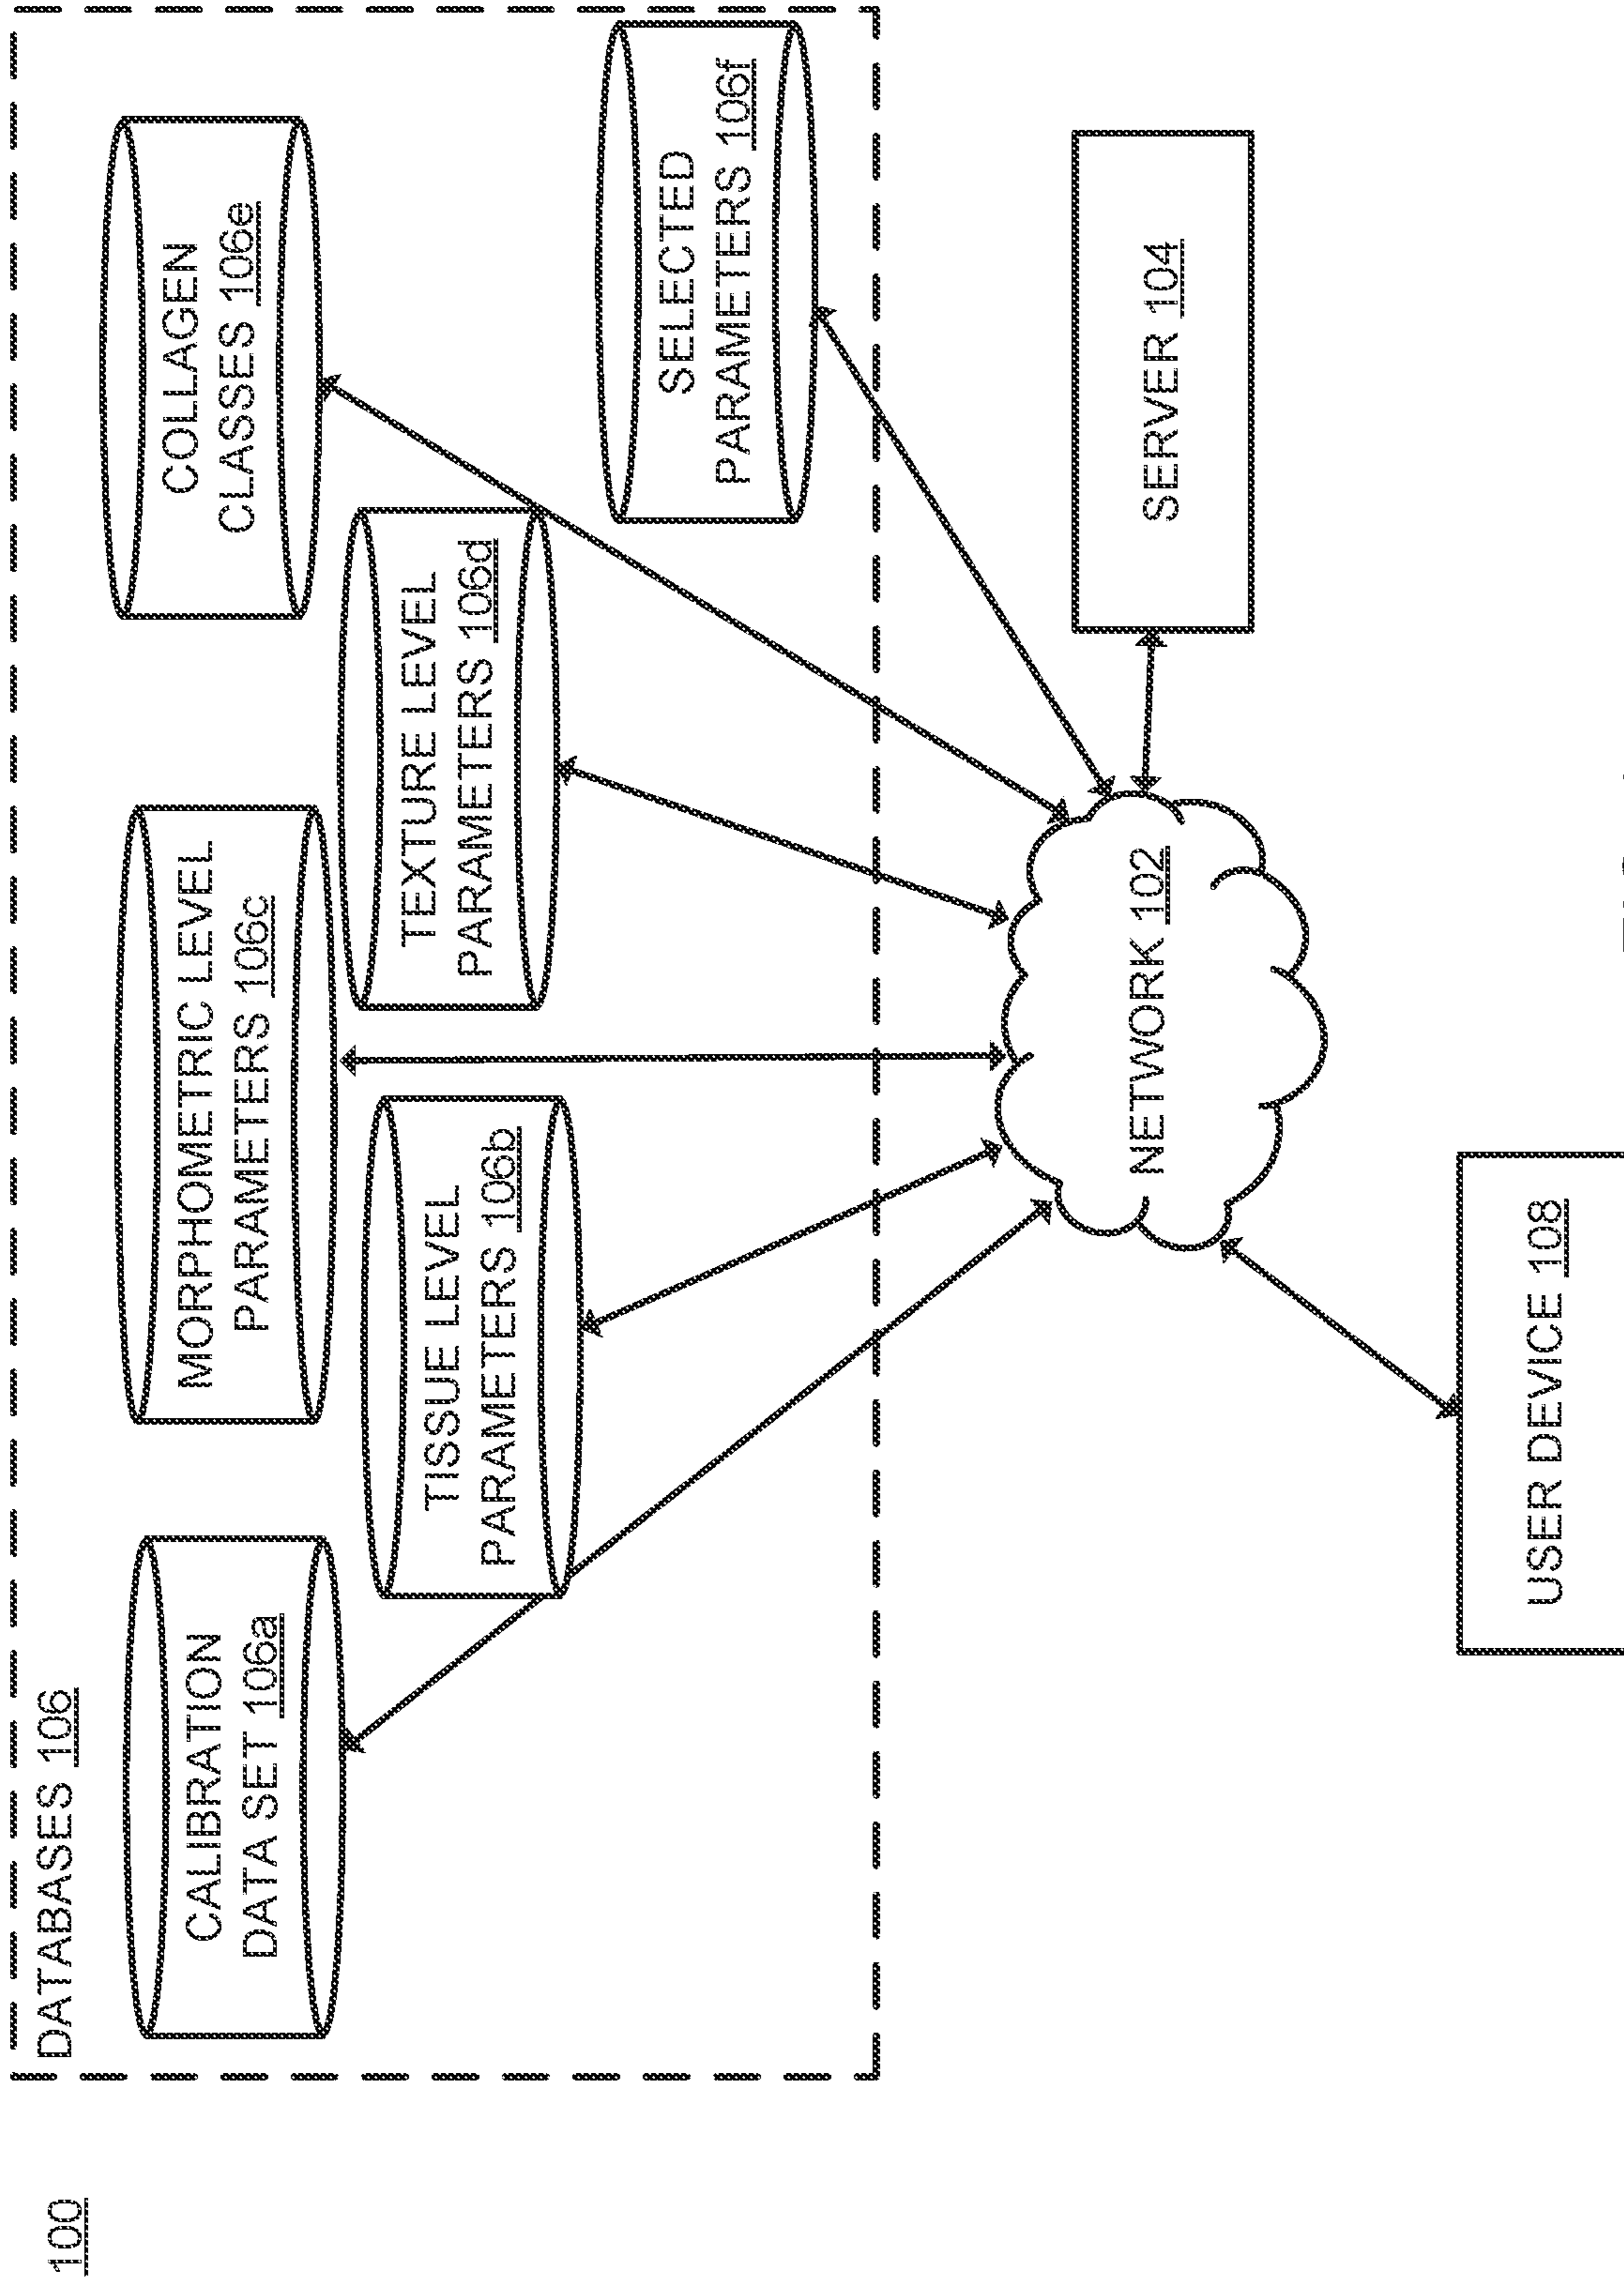 100
DATABASES 106
CALIBRATION
DATA SET 106a
MORPHOMETRIC LEVEL
PARAMETERS 106c
COLLAGEN
CLASSES 106e
TISSUE LEVEL
PARAMETERS 106b
TEXTURE LEVEL
PARAMETERS 106d
SELECTED
PARAMETERS 106f
NETWORK 102
SERVER 104
USER DEVICE 108